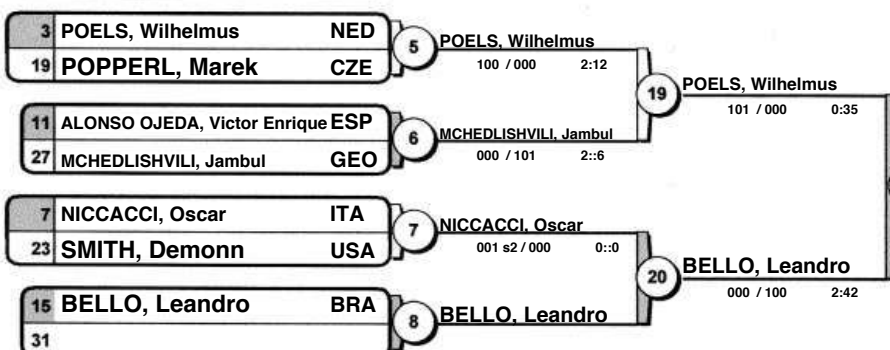 3 POELS, Wilhelmus NED
19 POPPERL, Marek CZE
5
POELS, Wilhelmus
100 / 000 2:12
11 ALONSO OJEDA, Victor Enrique ESP
27 MCHEDLISHVILI, Jambul GEO
6
MCHEDLISHVILI, Jambul
000 / 101 2::6
19
POELS, Wilhelmus
101 / 000 0:35
7 NICCACCI, Oscar ITA
23 SMITH, Demonn USA
7
NICCACCI, Oscar
001 s2 / 000 0::0
15 BELLO, Leandro BRA
31
8
BELLO, Leandro
20
BELLO, Leandro
000 / 100 2:42